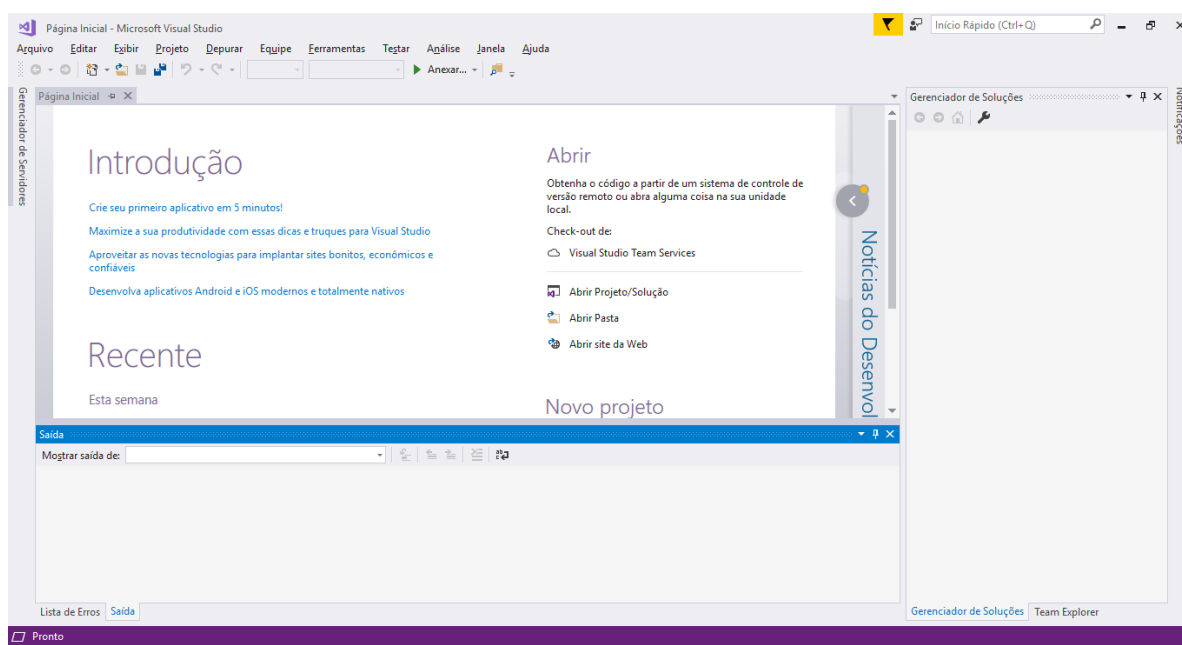 Página Inicial - Microsoft Visual Studio
Início Rápido (Ctrl+Q)
Arquivo Editar Exibir Projeto Depurar Equipe Ferramentas Testar Análise Janela Ajuda
Anexar...
Gerenciador de Servidores
Página Inicial
Introdução
Crie seu primeiro aplicativo em 5 minutos!
Maximize a sua produtividade com essas dicas e truques para Visual Studio
Aproveitar as novas tecnologias para implantar sites bonitos, econômicos e
confiáveis
Desenvolva aplicativos Android e iOS modernos e totalmente nativos
Recente
Esta semana
Abrir
Obtenha o código a partir de um sistema de controle de
versão remoto ou abra alguma coisa na sua unidade
local.
Check-out de:
Visual Studio Team Services
Abrir Projeto/Solução
Abrir Pasta
Abrir site da Web
Novo projeto
Notícias do Desenvol
Gerenciador de Soluções
Notificações
Saída
Mostrar saída de:
Lista de Erros Saída
Gerenciador de Soluções Team Explorer
Pronto